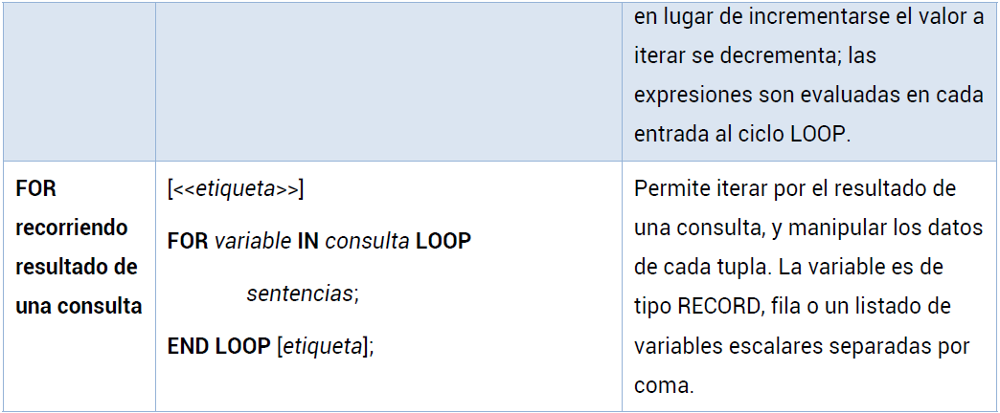 en lugar de incrementarse el valor a
iterar se decrementa; las
expresiones son evaluadas en cada
entrada al ciclo LOOP.
FOR
recorriendo
resultado de
una consulta
[<<etiqueta>>]
FOR variable IN consulta LOOP
sentencias;
END LOOP [etiqueta];
Permite iterar por el resultado de
una consulta, y manipular los datos
de cada tupla. La variable es de
tipo RECORD, fila o un listado de
variables escalares separadas por
coma.